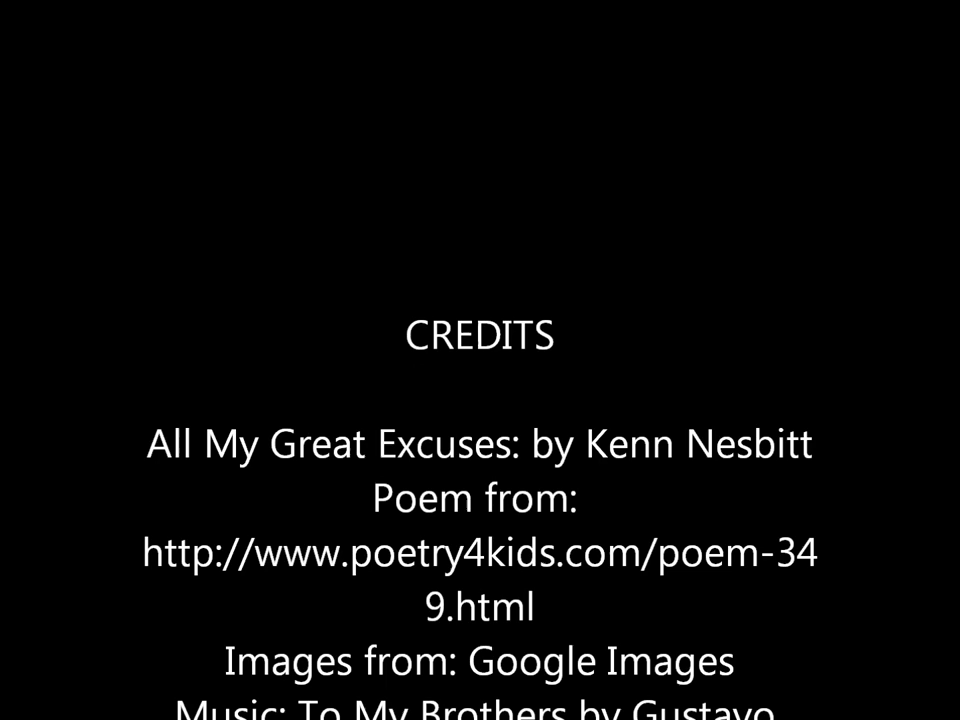 CREDITS
All My Great Excuses: by Kenn Nesbitt
Poem from:
http://www.poetry4kids.com/poem-34
9.html
Images from: Google Images
Music: To My Brothers by Gustavo